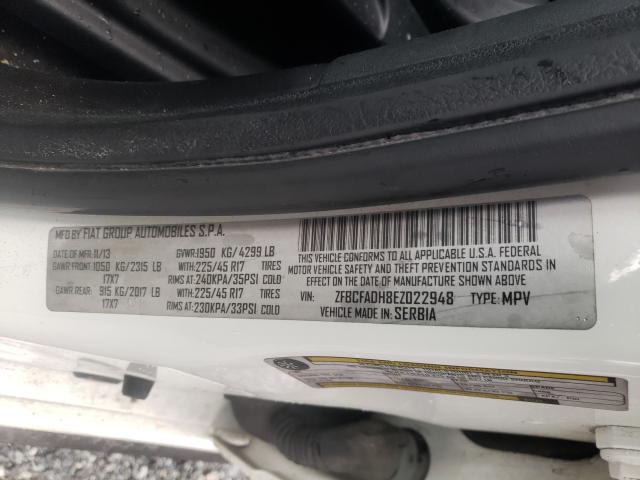 MFD BY FIAT GROUP AUTOMOBILES S.P.A.
DATE OF MFR: 11/13 GVWR: 1950 KG/ 4299 LB
GAWR FRONT: 1050 KG/2315 LB WITH: 225/45 R17 TIRES
17X7 RIMS AT: 240KPA/35PSI COLD
GAWR REAR: 915 KG/2017 LB WITH: 225/45 R17 TIRES
17X7 RIMS AT: 230KPA/33PSI COLD
THIS VEHICLE CONFORMS TO ALL APPLICABLE U.S.A. FEDERAL
MOTOR VEHICLE SAFETY AND THEFT PREVENTION STANDARDS IN
EFFECT ON THE DATE OF MANUFACTURE SHOWN ABOVE
VIN: ZFBCFADH8EZ022948 TYPE: MPV
VEHICLE MADE IN: SERBIA